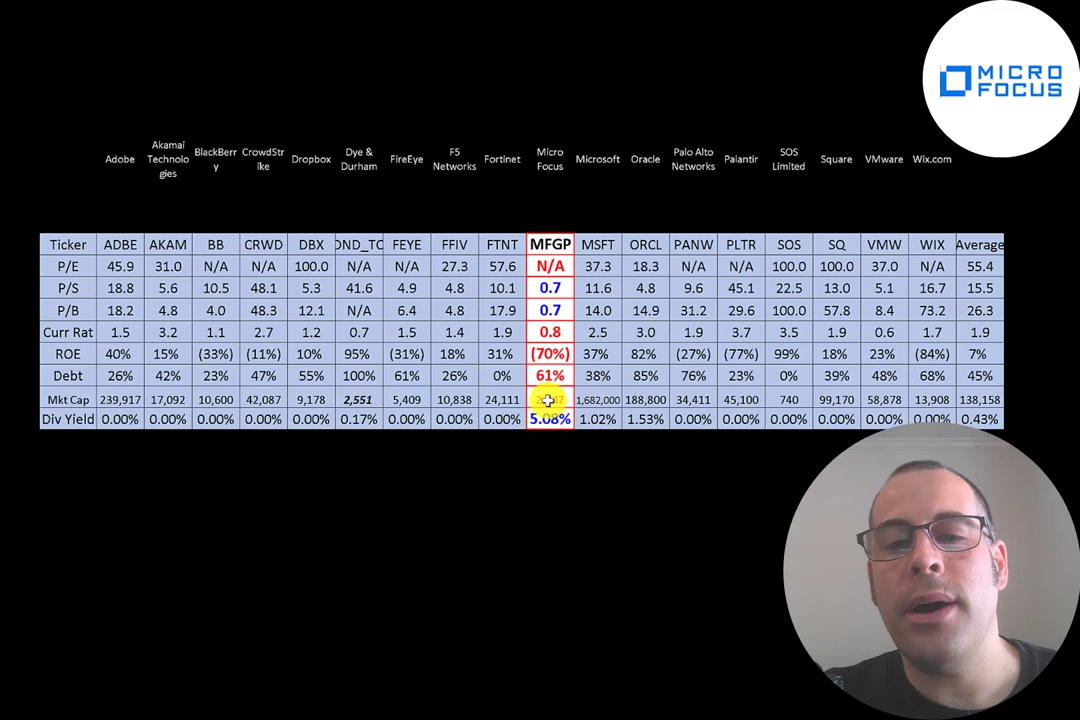 MICRO
FOCUS
Adobe Akamai Technolo gies BlackBerr y CrowdStr ike Dropbox Dye & Durham FireEye F5 Networks Fortinet Micro Focus Microsoft Oracle Palo Alto Networks Palantir SOS Limited Square VMware Wix.com
Ticker ADBE AKAM BB CRWD DBX DND_TO FEYE FFIV FTNT MFGP MSFT ORCL PANW PLTR SOS SQ VMW WIX Average
P/E 45.9 31.0 N/A N/A 100.0 N/A N/A 27.3 57.6 N/A 37.3 18.3 N/A N/A 100.0 100.0 37.0 N/A 55.4
P/S 18.8 5.6 10.5 48.1 5.3 41.6 4.9 4.8 10.1 0.7 11.6 4.8 9.6 45.1 22.5 13.0 5.1 16.7 15.5
P/B 18.2 4.8 4.0 48.3 12.1 N/A 6.4 4.8 17.9 0.7 14.0 14.9 31.2 29.6 100.0 57.8 8.4 73.2 26.3
Curr Rat 1.5 3.2 1.1 2.7 1.2 0.7 1.5 1.4 1.9 0.8 2.5 3.0 1.9 3.7 3.5 1.9 0.6 1.7 1.9
ROE 40% 15% (33%) (11%) 10% 95% (31%) 18% 31% (70%) 37% 82% (27%) (77%) 99% 18% 23% (84%) 7%
Debt 26% 42% 23% 47% 55% 100% 61% 26% 0% 61% 38% 85% 76% 23% 0% 39% 48% 68% 45%
Mkt Cap 239,917 17,092 10,600 42,087 9,178 2,551 5,409 10,838 24,111 1,682,000 188,800 34,411 45,100 740 99,170 58,878 13,908 138,158
Div Yield 0.00% 0.00% 0.00% 0.00% 0.00% 0.17% 0.00% 0.00% 0.00% 5.08% 1.02% 1.53% 0.00% 0.00% 0.00% 0.00% 0.00% 0.00% 0.43%